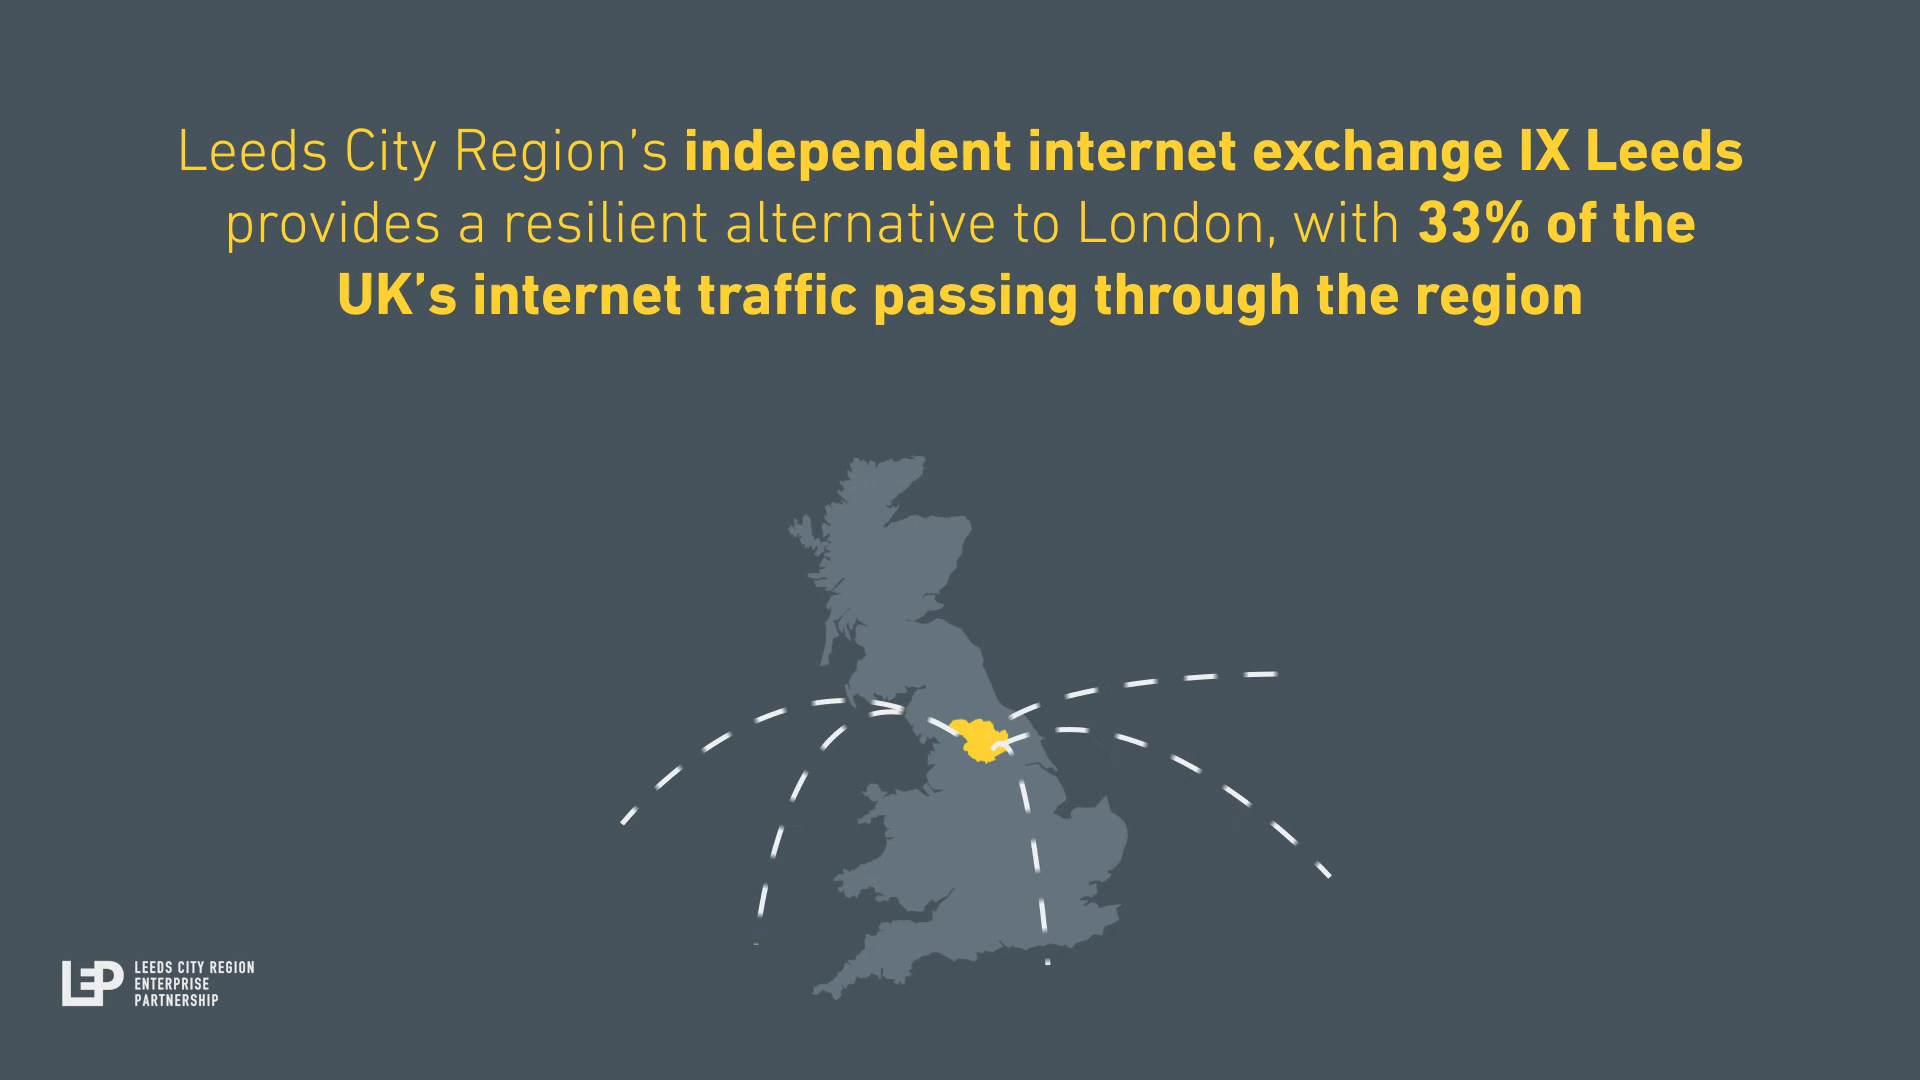 Leeds City Region’s independent internet exchange IX Leeds
provides a resilient alternative to London, with 33% of the
UK’s internet traffic passing through the region
LEP
LEEDS CITY REGION
ENTERPRISE
PARTNERSHIP